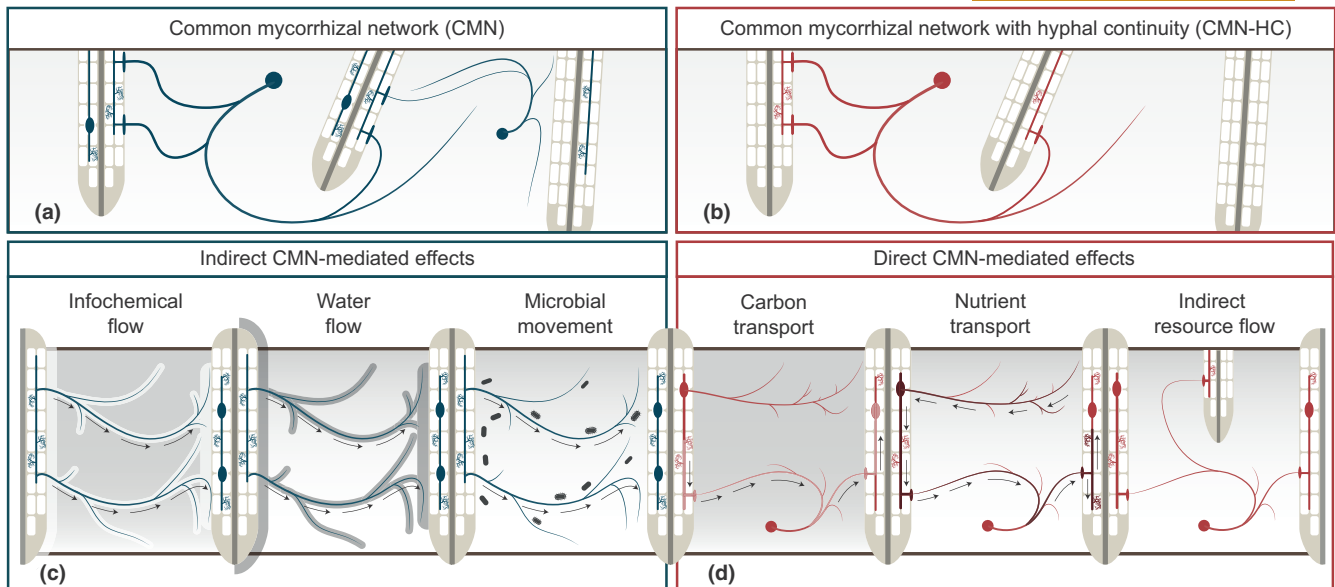 Common mycorrhizal network (CMN)
Common mycorrhizal network with hyphal continuity (CMN-HC)
(a)
(b)
Indirect CMN-mediated effects
Direct CMN-mediated effects
Infochemical
flow
Water
flow
Microbial
movement
Carbon
transport
Nutrient
transport
Indirect
resource flow
(c)
(d)